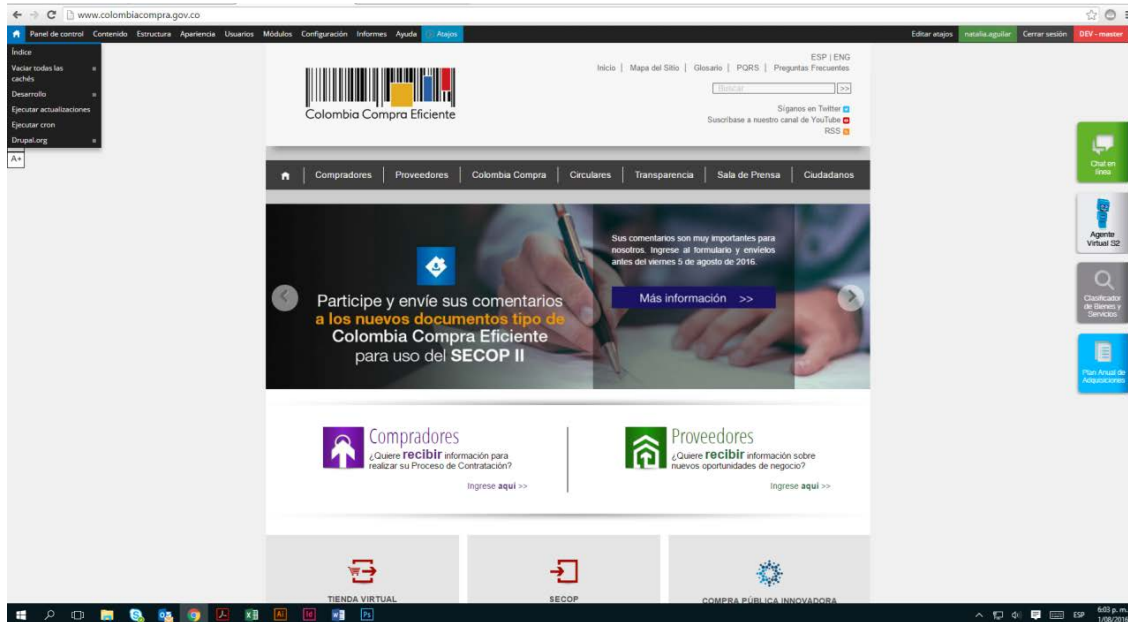 www.colombiacompra.gov.co
Panel de control Contenido Estructura Apariencia Usuarios Módulos Configuración Informes Ayuda Atajos Editar atajos natalia.aguilar Cerrar sesión DEV - master
Índice
Vaciar todas las
cachés
Desarrollo
Ejecutar actualizaciones
Ejecutar cron
Drupal.org
A+
ESP | ENG
Inicio | Mapa del Sitio | Glosario | PQRS | Preguntas Frecuentes
Buscar >>
Síganos en Twitter
Suscríbase a nuestro canal de YouTube
RSS
Colombia Compra Eficiente
Compradores Proveedores Colombia Compra Circulares Transparencia Sala de Prensa Ciudadanos
Participe y envíe sus comentarios
a los nuevos documentos tipo de
Colombia Compra Eficiente
para uso del SECOP II
Sus comentarios son muy importantes para
nosotros. Ingrese al formulario y envíelos
antes del viernes 5 de agosto de 2016.
Más información >>
Chat en
línea
Agente
Virtual S2
Clasificador
de Bienes y
Servicios
Plan Anual de
Adquisiciones
Compradores
¿Quiere recibir información para
realizar su Proceso de Contratación?
Ingrese aquí >>
Proveedores
¿Quiere recibir información sobre
nuevos oportunidades de negocio?
Ingrese aquí >>
TIENDA VIRTUAL
SECOP
COMPRA PÚBLICA INNOVADORA
ESP
6:03 p. m.
1/08/2016